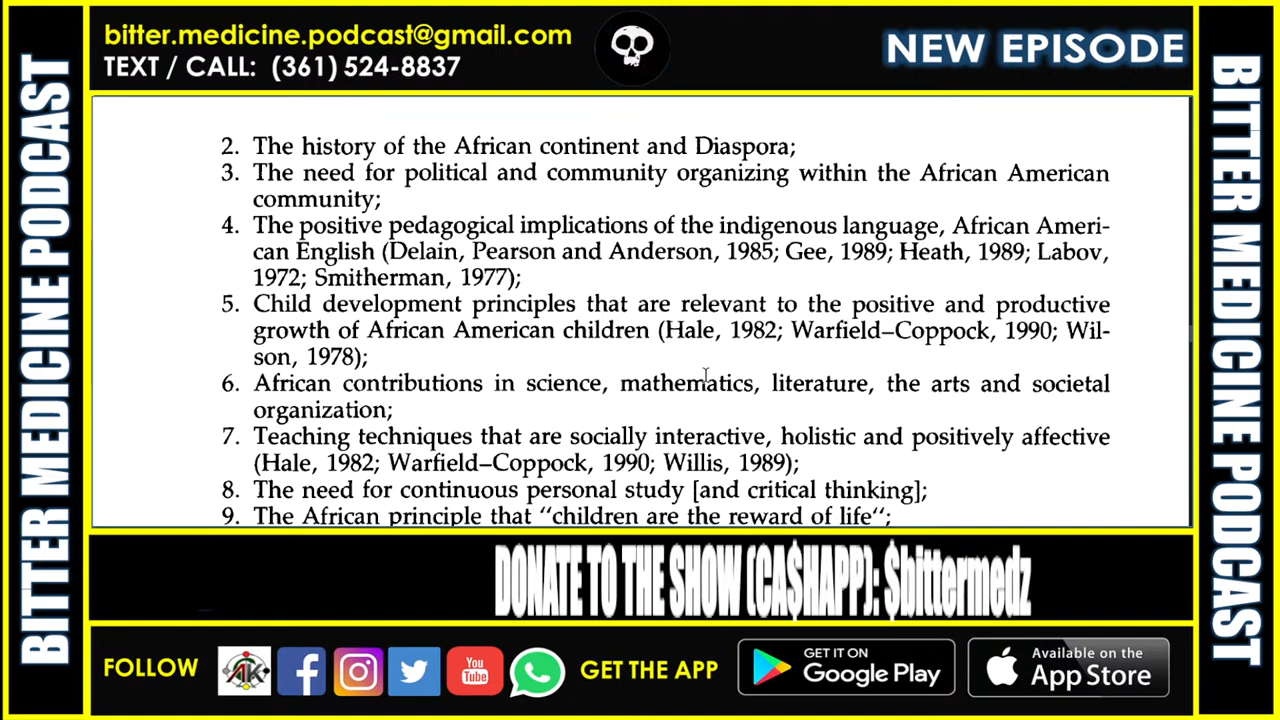 bitter.medicine.podcast@gmail.com
TEXT / CALL: (361) 524-8837
NEW EPISODE
BITTER MEDICINE PODCAST
2. The history of the African continent and Diaspora;
3. The need for political and community organizing within the African American
community;
4. The positive pedagogical implications of the indigenous language, African Ameri-
can English (Delain, Pearson and Anderson, 1985; Gee, 1989; Heath, 1989; Labov,
1972; Smitherman, 1977);
5. Child development principles that are relevant to the positive and productive
growth of African American children (Hale, 1982; Warfield–Coppock, 1990; Wil-
son, 1978);
6. African contributions in science, mathematics, literature, the arts and societal
organization;
7. Teaching techniques that are socially interactive, holistic and positively affective
(Hale, 1982; Warfield–Coppock, 1990; Willis, 1989);
8. The need for continuous personal study [and critical thinking];
9. The African principle that "children are the reward of life";
BITTER MEDICINE PODCAST
DONATE TO THE SHOW (CA$HAPP): $bittermedz
FOLLOW
ATK
You
Tube
GET THE APP
GET IT ON
Google Play
Available on the
App Store